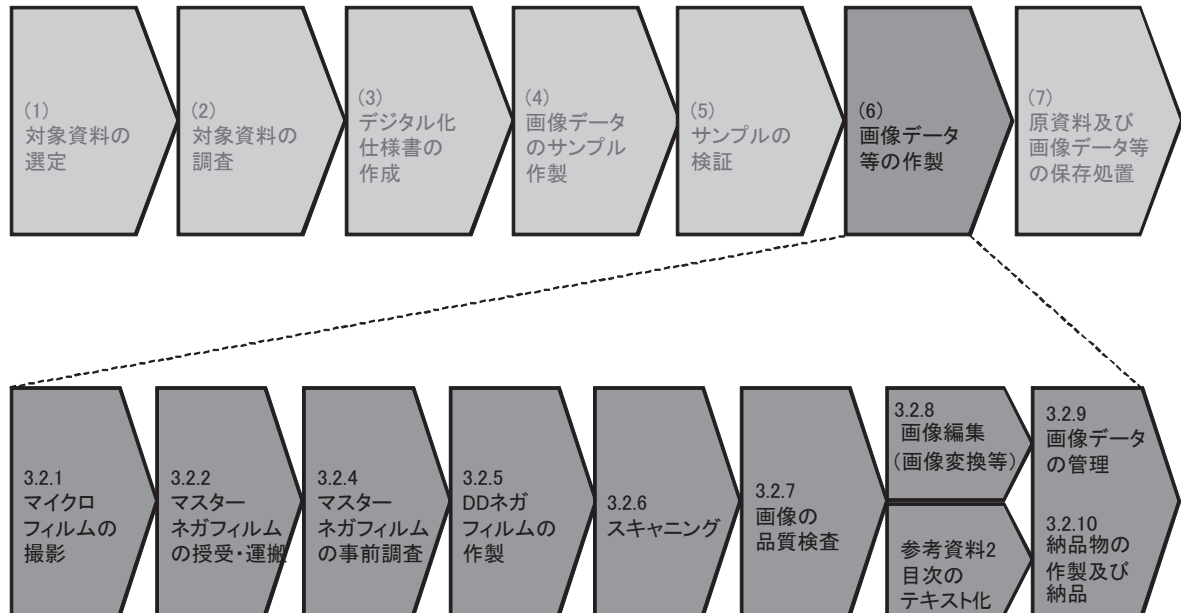 (1)
対象資料の
選定
(2)
対象資料の
調査
(3)
デジタル化
仕様書の
作成
(4)
画像データ
のサンプル
作製
(5)
サンプルの
検証
(6)
画像データ
等の作製
(7)
原資料及び
画像データ等
の保存処置
3.2.1
マイクロ
フィルムの
撮影
3.2.2
マスター
ネガフィルム
の授受・運搬
3.2.4
マスター
ネガフィルム
の事前調査
3.2.5
DDネガ
フィルムの
作製
3.2.6
スキャニング
3.2.7
画像の
品質検査
3.2.8
画像編集
(画像変換等)
参考資料2
目次の
テキスト化
3.2.9
画像データ
の管理
3.2.10
納品物の
作製及び
納品